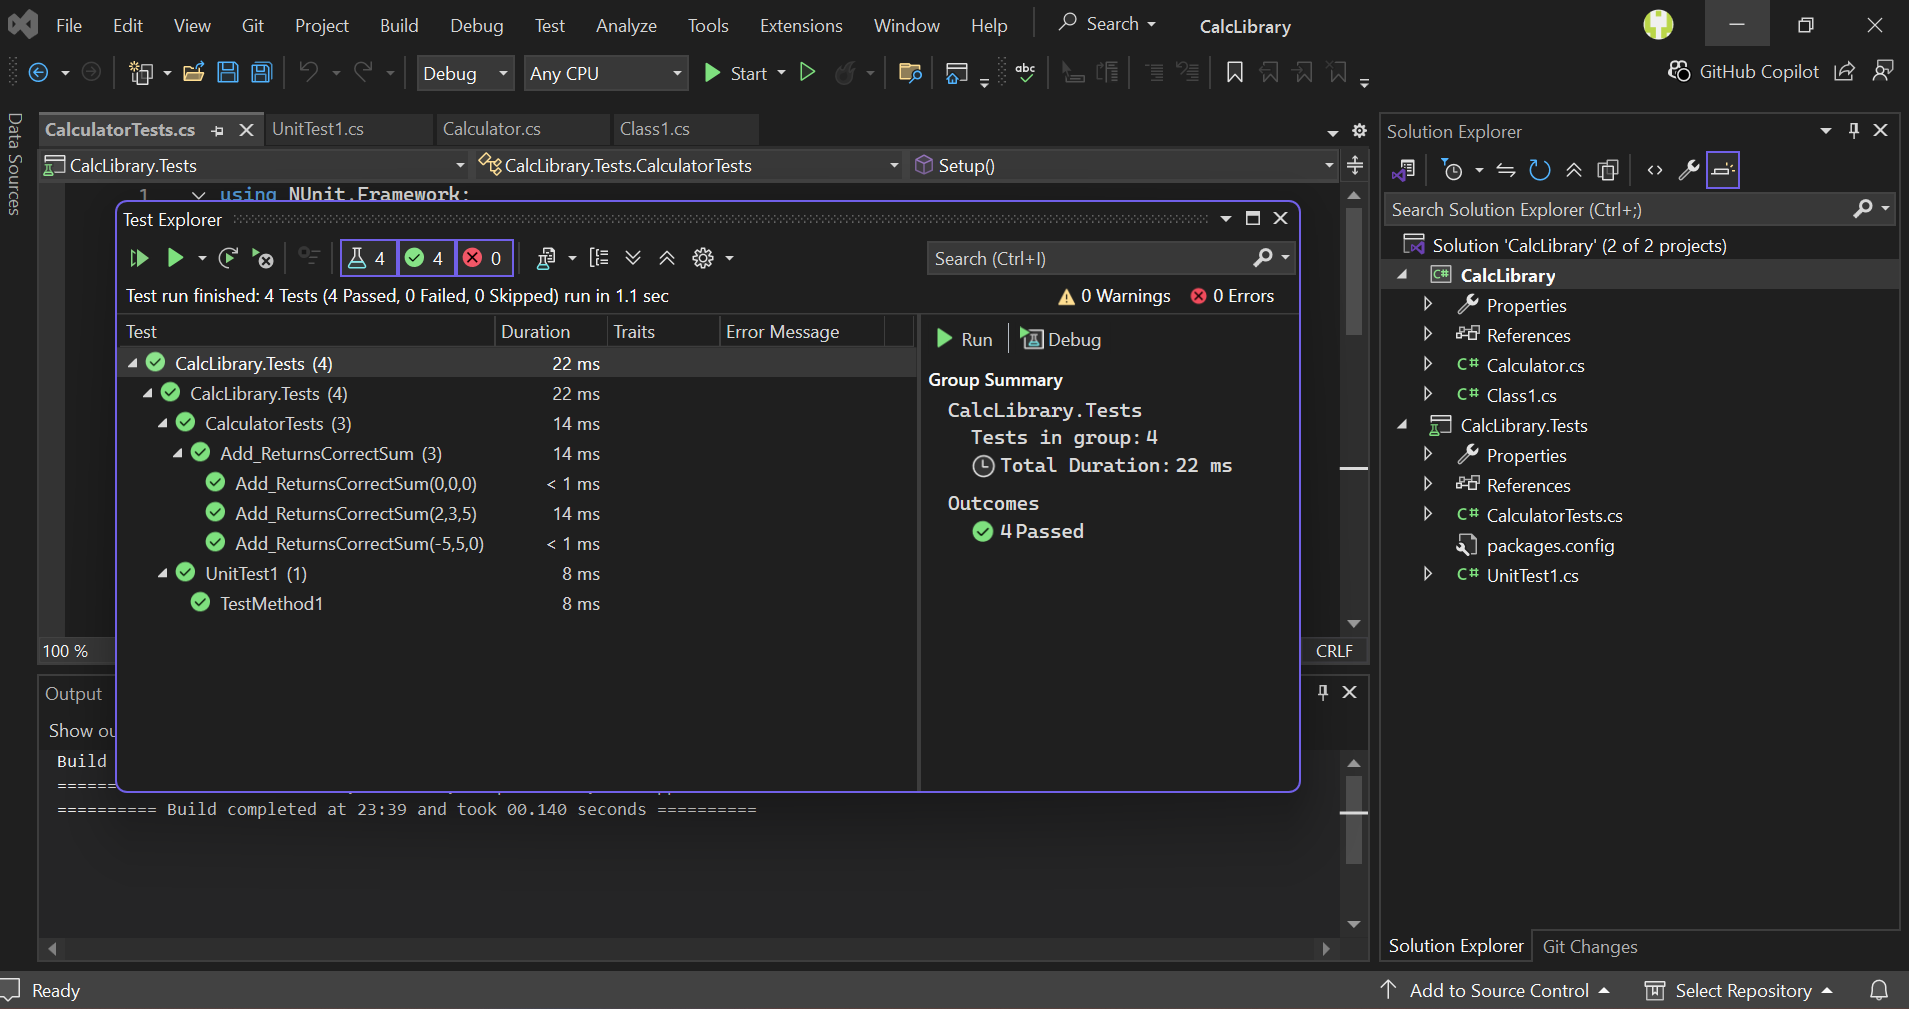 File Edit View Git Project Build Debug Test Analyze Tools Extensions Window Help Search CalcLibrary
Debug Any CPU Start abc GitHub Copilot
Data Sources
CalculatorTests.cs UnitTest1.cs Calculator.cs Class1.cs
CalcLibrary.Tests CalcLibrary.Tests.CalculatorTests Setup()
1 using NUnit.Framework;
Test Explorer
4 4 0 Search (Ctrl+I)
Test run finished: 4 Tests (4 Passed, 0 Failed, 0 Skipped) run in 1.1 sec 0 Warnings 0 Errors
Test Duration Traits Error Message
CalcLibrary.Tests (4) 22 ms
CalcLibrary.Tests (4) 22 ms
CalculatorTests (3) 14 ms
Add_ReturnsCorrectSum (3) 14 ms
Add_ReturnsCorrectSum(0,0,0) < 1 ms
Add_ReturnsCorrectSum(2,3,5) 14 ms
Add_ReturnsCorrectSum(-5,5,0) < 1 ms
UnitTest1 (1) 8 ms
TestMethod1 8 ms
Run Debug
Group Summary
CalcLibrary.Tests
Tests in group: 4
Total Duration: 22 ms
Outcomes
4 Passed
100 % CRLF
Output
Show ou
Build
=======
========== Build completed at 23:39 and took 00.140 seconds ==========
Solution Explorer
Search Solution Explorer (Ctrl+;)
Solution 'CalcLibrary' (2 of 2 projects)
C# CalcLibrary
Properties
References
C# Calculator.cs
C# Class1.cs
CalcLibrary.Tests
Properties
References
C# CalculatorTests.cs
packages.config
C# UnitTest1.cs
Solution Explorer Git Changes
Ready Add to Source Control Select Repository